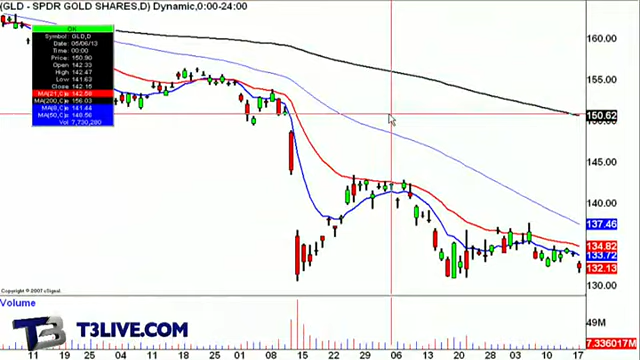 (GLD - SPDR GOLD SHARES,D) Dynamic,0:00-24:00
OK
Symbol: GLD,D
Date: 05/06/13
Time: 00:00
Price: 150.90
Open 142.33
High 142.47
Low 141.63
Close 142.16
MA(21,C)= 142.58
MA(200,C)= 156.03
MA(8,C)= 141.44
MA(50,C)= 148.56
Vol 7,730,280
160.00
155.00
150.62
150.00
145.00
140.00
137.46
134.82
133.72
132.13
130.00
Copyright © 2007 eSignal.
Volume
49M
7.336017M
T3LIVE.COM
11 19 25 04 11 18 25 01 08 15 22 29 06 13 20 28 03 10 17